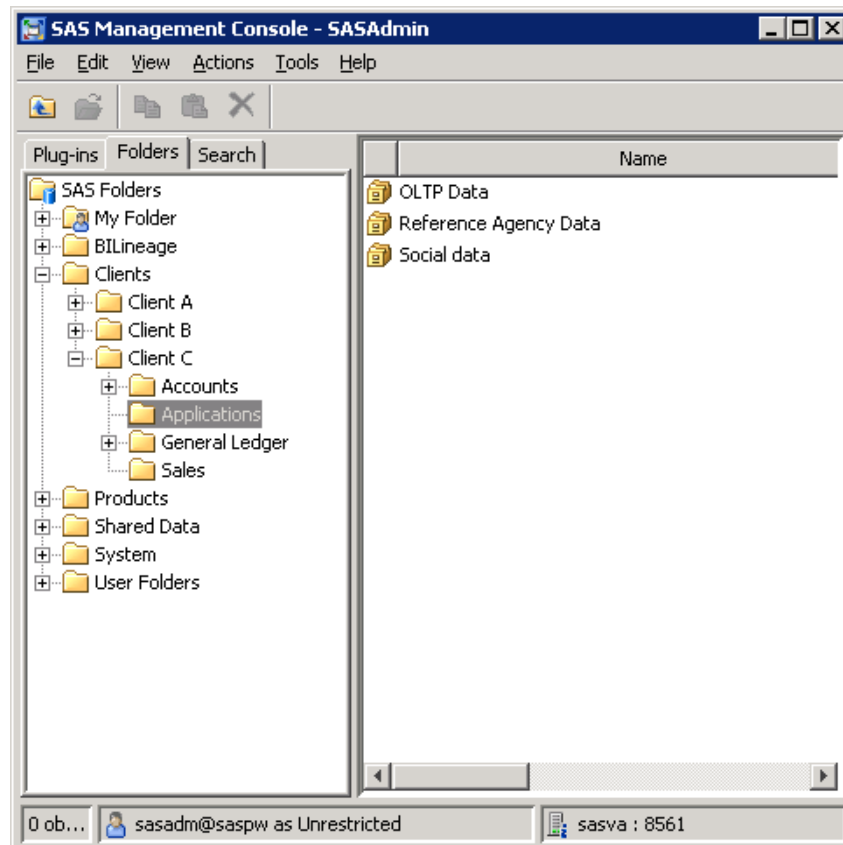 SAS Management Console - SASAdmin
File Edit View Actions Tools Help
Plug-ins Folders Search
SAS Folders
My Folder
BILineage
Clients
Client A
Client B
Client C
Accounts
Applications
General Ledger
Sales
Products
Shared Data
System
User Folders
Name
OLTP Data
Reference Agency Data
Social data
0 ob... sasadm@saspw as Unrestricted sasva : 8561